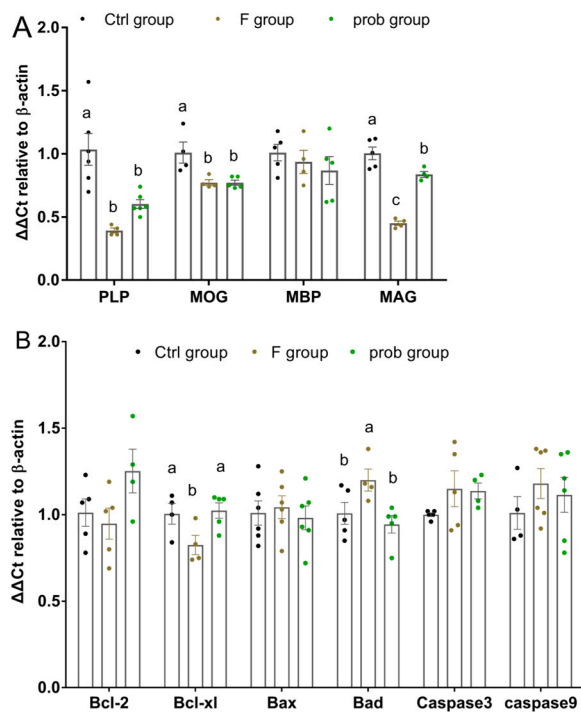 A
Ctrl group F group prob group
ΔΔCt relative to β-actin
2.0
1.5
1.0
0.5
0.0
a b b
a b b
a c b
PLP MOG MBP MAG
B
Ctrl group F group prob group
ΔΔCt relative to β-actin
2.0
1.5
1.0
0.5
0.0
a b a
b a b
Bcl-2 Bcl-xl Bax Bad Caspase3 caspase9